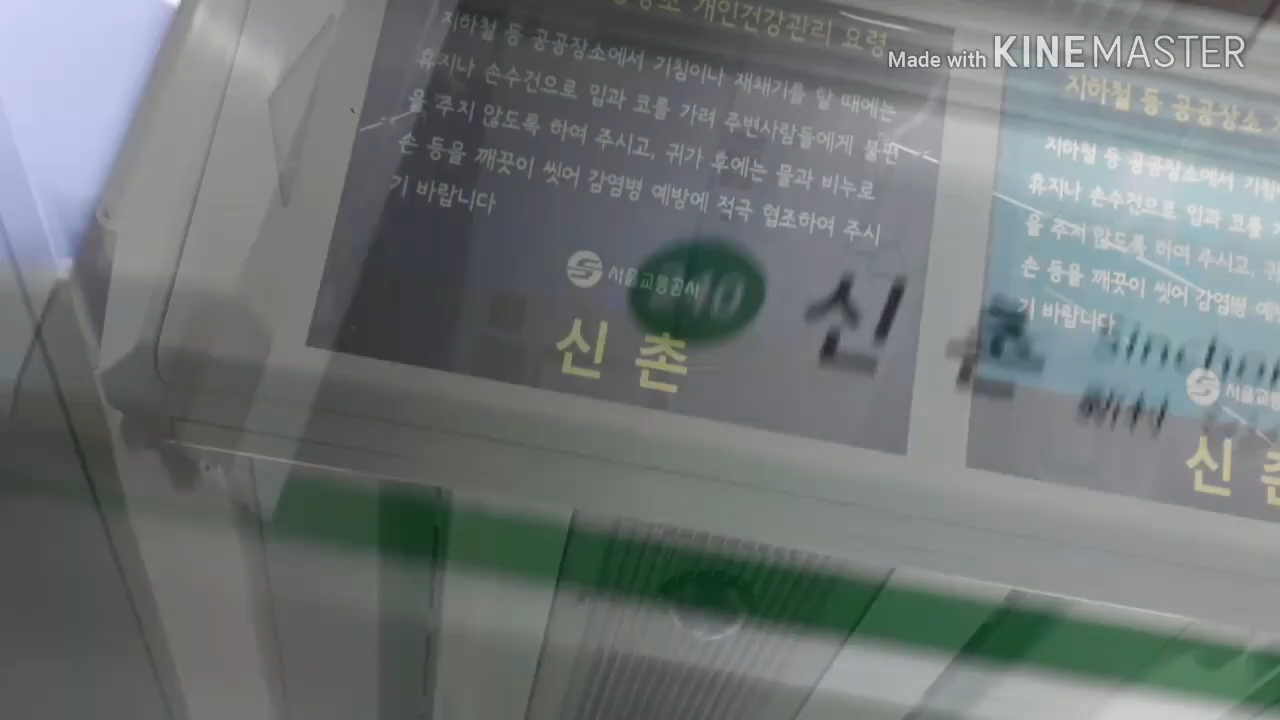 Made with KINEMASTER
개인건강관리 요령
지하철 등 공공장소에서 기침이나 재채기를 할 때에는
휴지나 손수건으로 입과 코를 가려 주변사람들에게 불편
을 주지 않도록 하여 주시고, 귀가 후에는 물과 비누로
손 등을 깨끗이 씻어 감염병 예방에 적극 협조하여 주시
기 바랍니다
서울교통공사
신 촌
신 촌
지하철 등 공공장소
지하철 등 공공장소에서
휴지나 손수건으로 입과 코를
을 주지 않도록 하여 주시고,
손 등을 깨끗이 씻어 감염병
기 바랍니다
신